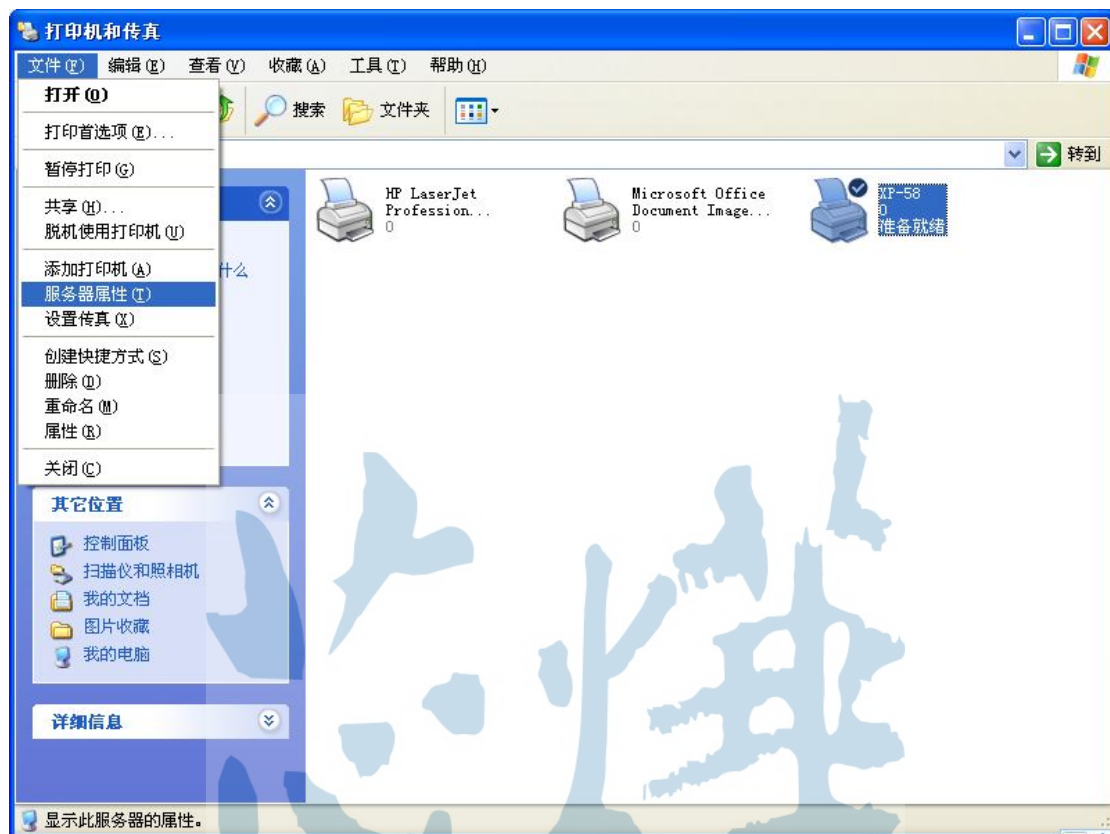 打印机和传真
文件(F) 编辑(E) 查看(V) 收藏(A) 工具(T) 帮助(H)
搜索 文件夹
转到
打开(O)
打印首选项(E)...
暂停打印(G)
共享(H)...
脱机使用打印机(U)
添加打印机(A)
服务器属性(T)
设置传真(X)
创建快捷方式(S)
删除(D)
重命名(M)
属性(R)
关闭(C)
什么
其它位置
控制面板
扫描仪和照相机
我的文档
图片收藏
我的电脑
详细信息
HP LaserJet
Profession...
0
Microsoft Office
Document Image...
0
XP-58
0
准备就绪
显示此服务器的属性。